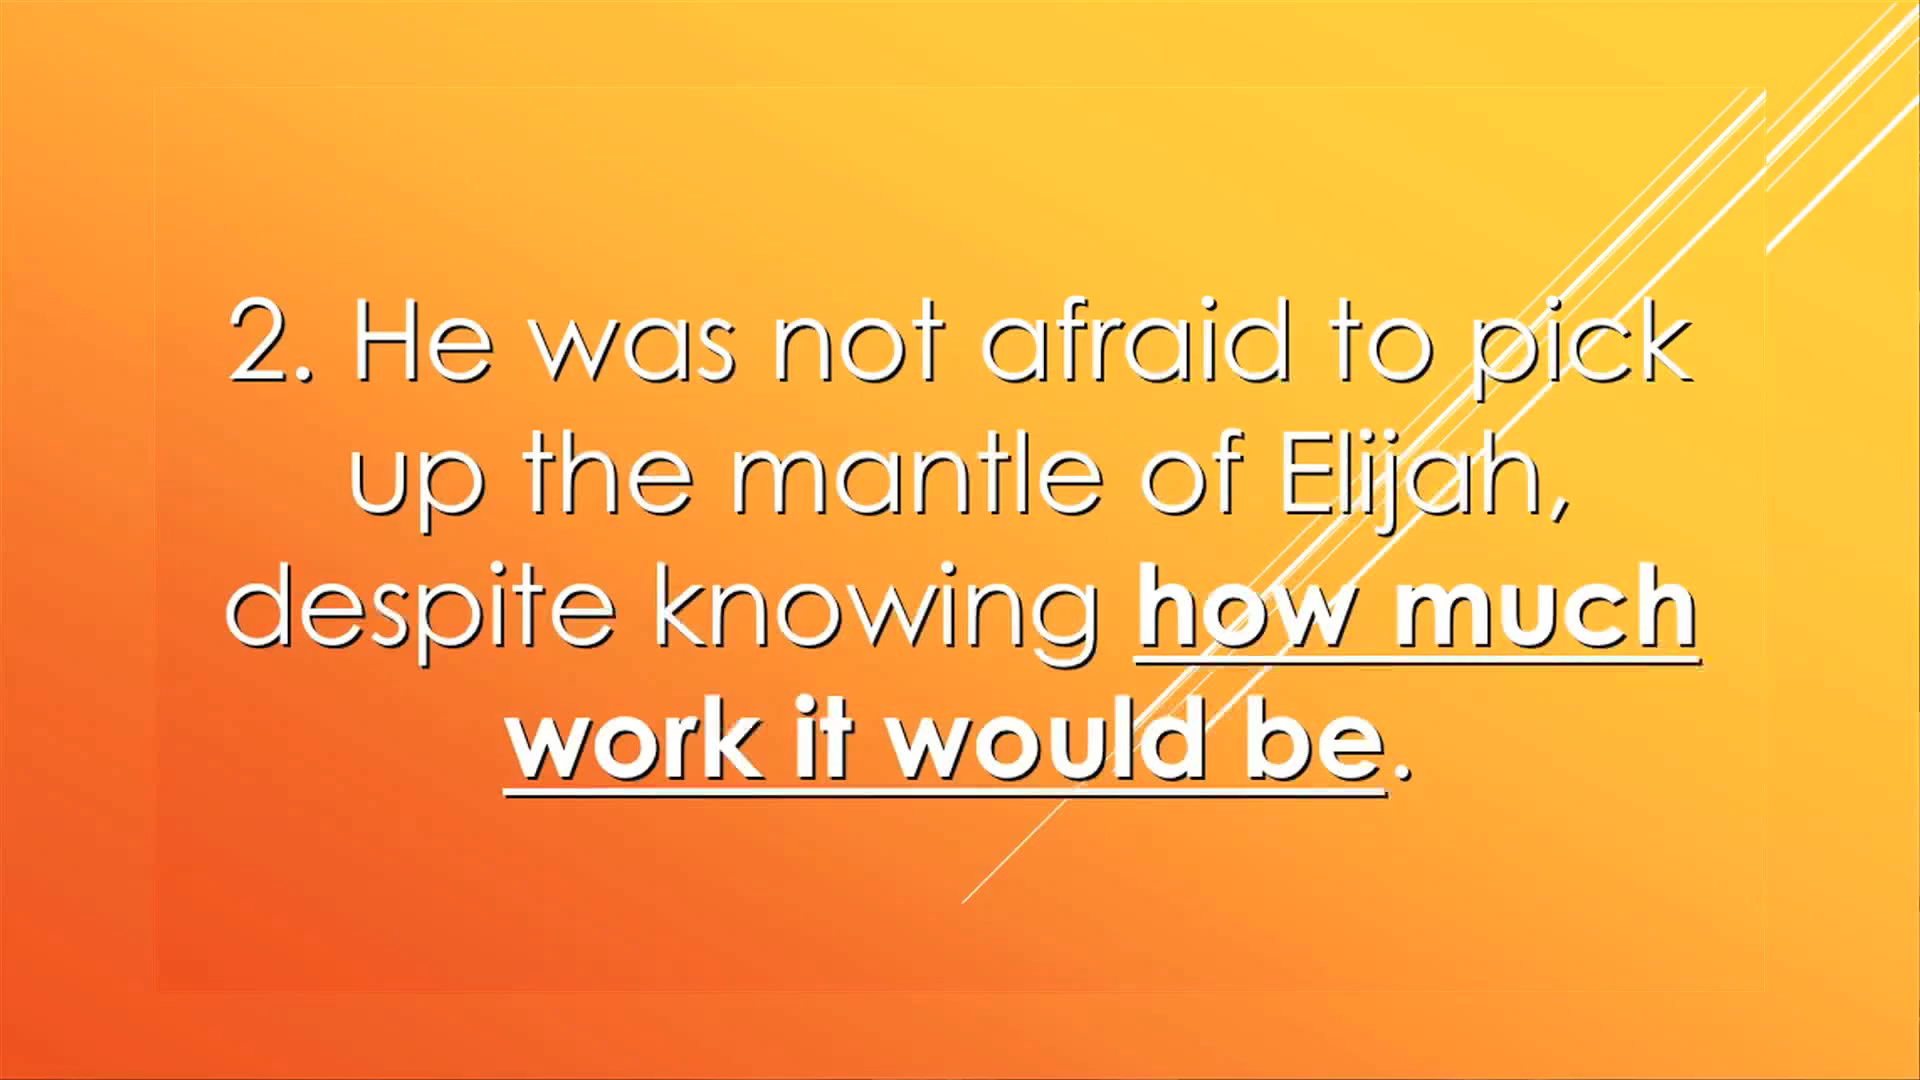 2. He was not afraid to pick
up the mantle of Elijah,
despite knowing how much
work it would be.